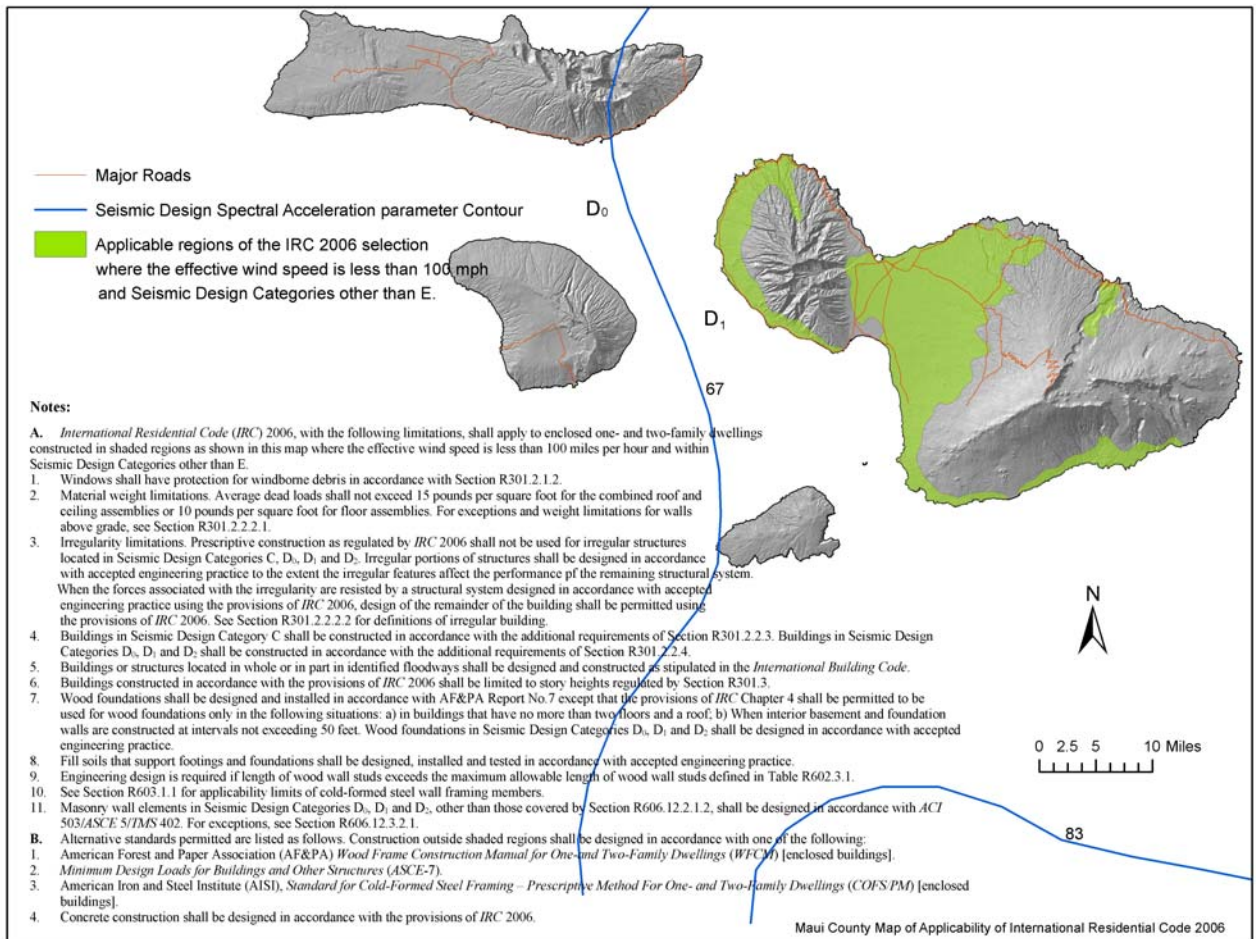 Major Roads
Seismic Design Spectral Acceleration parameter Contour
Applicable regions of the IRC 2006 selection
where the effective wind speed is less than 100 mph
and Seismic Design Categories other than E.
D₀
D₁
67
Notes:
A. International Residential Code (IRC) 2006, with the following limitations, shall apply to enclosed one- and two-family dwellings
constructed in shaded regions as shown in this map where the effective wind speed is less than 100 miles per hour and within
Seismic Design Categories other than E.
1. Windows shall have protection for windborne debris in accordance with Section R301.2.1.2.
2. Material weight limitations. Average dead loads shall not exceed 15 pounds per square foot for the combined roof and
ceiling assemblies or 10 pounds per square foot for floor assemblies. For exceptions and weight limitations for walls
above grade, see Section R301.2.2.2.1.
3. Irregularity limitations. Prescriptive construction as regulated by IRC 2006 shall not be used for irregular structures
located in Seismic Design Categories C, D₀, D₁ and D₂. Irregular portions of structures shall be designed in accordance
with accepted engineering practice to the extent the irregular features affect the performance pf the remaining structural system.
When the forces associated with the irregularity are resisted by a structural system designed in accordance with accepted
engineering practice using the provisions of IRC 2006, design of the remainder of the building shall be permitted using
the provisions of IRC 2006. See Section R301.2.2.2.2 for definitions of irregular building.
4. Buildings in Seismic Design Category C shall be constructed in accordance with the additional requirements of Section R301.2.2.3. Buildings in Seismic Design
Categories D₀, D₁ and D₂ shall be constructed in accordance with the additional requirements of Section R301.2.2.4.
5. Buildings or structures located in whole or in part in identified floodways shall be designed and constructed as stipulated in the International Building Code.
6. Buildings constructed in accordance with the provisions of IRC 2006 shall be limited to story heights regulated by Section R301.3.
7. Wood foundations shall be designed and installed in accordance with AF&PA Report No.7 except that the provisions of IRC Chapter 4 shall be permitted to be
used for wood foundations only in the following situations: a) in buildings that have no more than two floors and a roof; b) When interior basement and foundation
walls are constructed at intervals not exceeding 50 feet. Wood foundations in Seismic Design Categories D₀, D₁ and D₂ shall be designed in accordance with accepted
engineering practice.
8. Fill soils that support footings and foundations shall be designed, installed and tested in accordance with accepted engineering practice.
9. Engineering design is required if length of wood wall studs exceeds the maximum allowable length of wood wall studs defined in Table R602.3.1.
10. See Section R603.1.1 for applicability limits of cold-formed steel wall framing members.
11. Masonry wall elements in Seismic Design Categories D₀, D₁ and D₂, other than those covered by Section R606.12.2.1.2, shall be designed in accordance with ACI
503/ASCE 5/TMS 402. For exceptions, see Section R606.12.3.2.1.
B. Alternative standards permitted are listed as follows. Construction outside shaded regions shall be designed in accordance with one of the following:
1. American Forest and Paper Association (AF&PA) Wood Frame Construction Manual for One-and Two-Family Dwellings (WFCM) [enclosed buildings].
2. Minimum Design Loads for Buildings and Other Structures (ASCE-7).
3. American Iron and Steel Institute (AISI), Standard for Cold-Formed Steel Framing – Prescriptive Method For One- and Two-Family Dwellings (COFS/PM) [enclosed
buildings].
4. Concrete construction shall be designed in accordance with the provisions of IRC 2006.
N
0 2.5 5 10 Miles
83
Maui County Map of Applicability of International Residential Code 2006